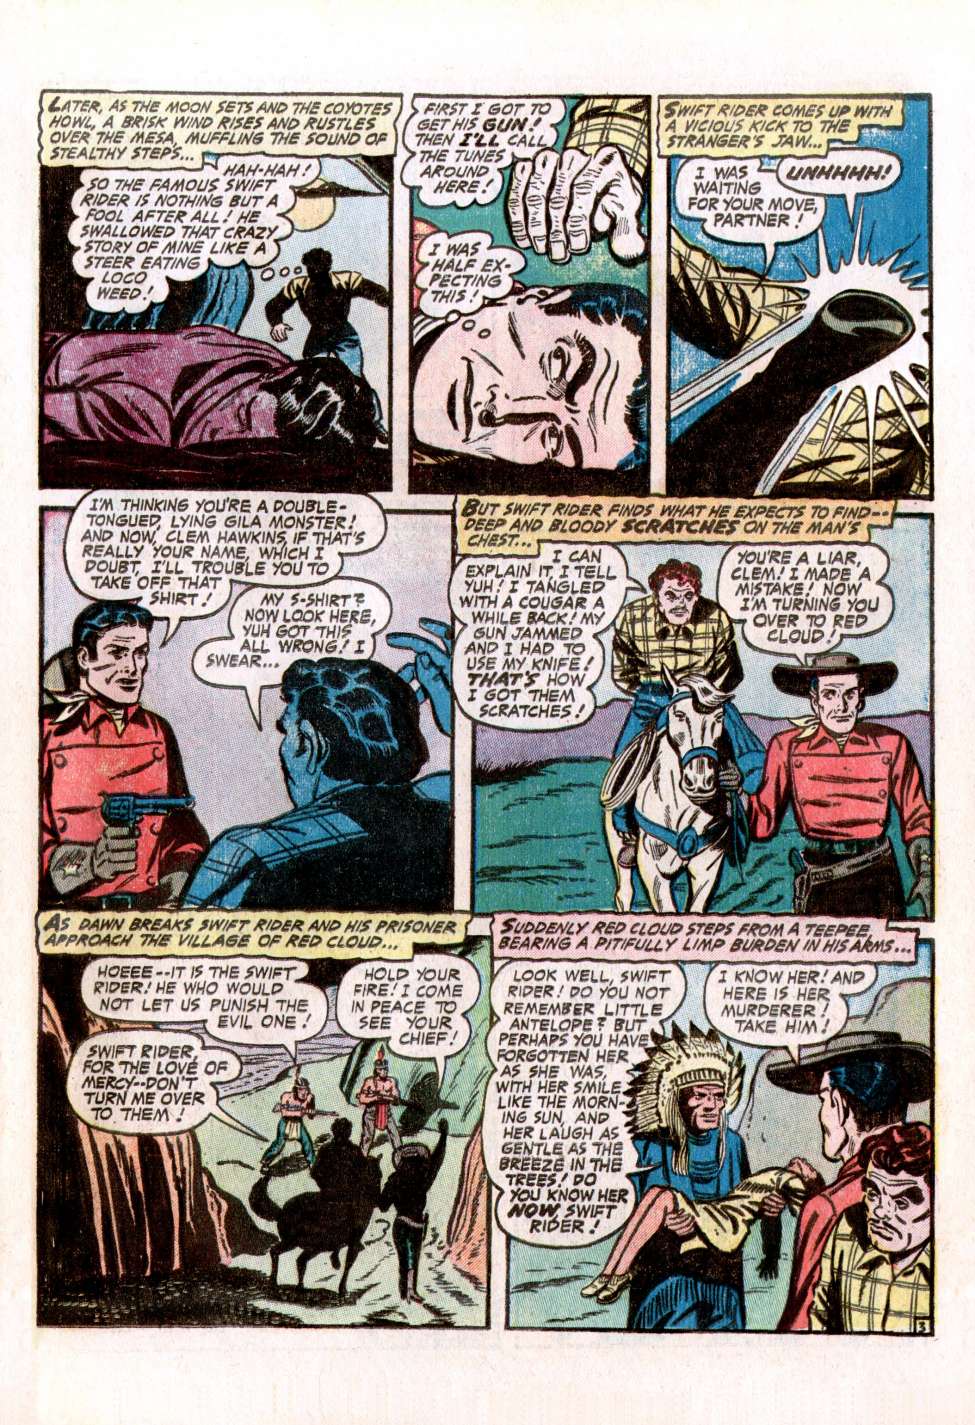 LATER, AS THE MOON SETS AND THE COYOTES
HOWL, A BRISK WIND RISES AND RUSTLES
OVER THE MESA, MUFFLING THE SOUND OF
STEALTHY STEPS...
HAH-HAH!
SO THE FAMOUS SWIFT
RIDER IS NOTHING BUT A
FOOL AFTER ALL! HE
SWALLOWED THAT CRAZY
STORY OF MINE LIKE A
STEER EATING
LOCO
WEED!
FIRST I GOT TO
GET HIS GUN!
THEN I'LL CALL
THE TUNES
AROUND
HERE!
I WAS
HALF EX-
PECTING
THIS!
SWIFT RIDER COMES UP WITH
A VICIOUS KICK TO THE
STRANGER'S JAW...
I WAS
WAITING
FOR YOUR MOVE,
PARTNER!
UNHHHHH!
I'M THINKING YOU'RE A DOUBLE-
TONGUED, LYING GILA MONSTER!
AND NOW, CLEM HAWKINS, IF THAT'S
REALLY YOUR NAME, WHICH I
DOUBT, I'LL TROUBLE YOU TO
TAKE OFF THAT
SHIRT!
MY S-SHIRT?
NOW LOOK HERE,
YUH GOT THIS
ALL WRONG! I
SWEAR...
BUT SWIFT RIDER FINDS WHAT HE EXPECTS TO FIND--
DEEP AND BLOODY SCRATCHES ON THE MAN'S
CHEST...
I CAN
EXPLAIN IT I TELL
YUH! I TANGLED
WITH A COUGAR A
WHILE BACK! MY
GUN JAMMED
AND I HAD TO
USE MY KNIFE!
THAT'S HOW
I GOT THEM
SCRATCHES!
YOU'RE A LIAR,
CLEM! I MADE A
MISTAKE! NOW
I'M TURNING YOU
OVER TO RED
CLOUD!
AS DAWN BREAKS SWIFT RIDER AND HIS PRISONER
APPROACH THE VILLAGE OF RED CLOUD...
HOEEE--IT IS THE SWIFT
RIDER! HE WHO WOULD
NOT LET US PUNISH THE
EVIL ONE!
HOLD YOUR
FIRE! I COME
IN PEACE TO
SEE YOUR
CHIEF!
SWIFT RIDER,
FOR THE LOVE OF
MERCY--DON'T
TURN ME OVER
TO THEM!
SUDDENLY RED CLOUD STEPS FROM A TEEPEE,
BEARING A PITIFULLY LIMP BURDEN IN HIS ARMS...
LOOK WELL, SWIFT
RIDER! DO YOU NOT
REMEMBER LITTLE
ANTELOPE? BUT
PERHAPS YOU HAVE
FORGOTTEN HER
AS SHE WAS,
WITH HER SMILE
LIKE THE MORN-
ING SUN, AND
HER LAUGH AS
GENTLE AS THE
BREEZE IN THE
TREES! DO
YOU KNOW HER
NOW SWIFT
RIDER!
I KNOW HER! AND
HERE IS HER
MURDERER!
TAKE HIM!
3